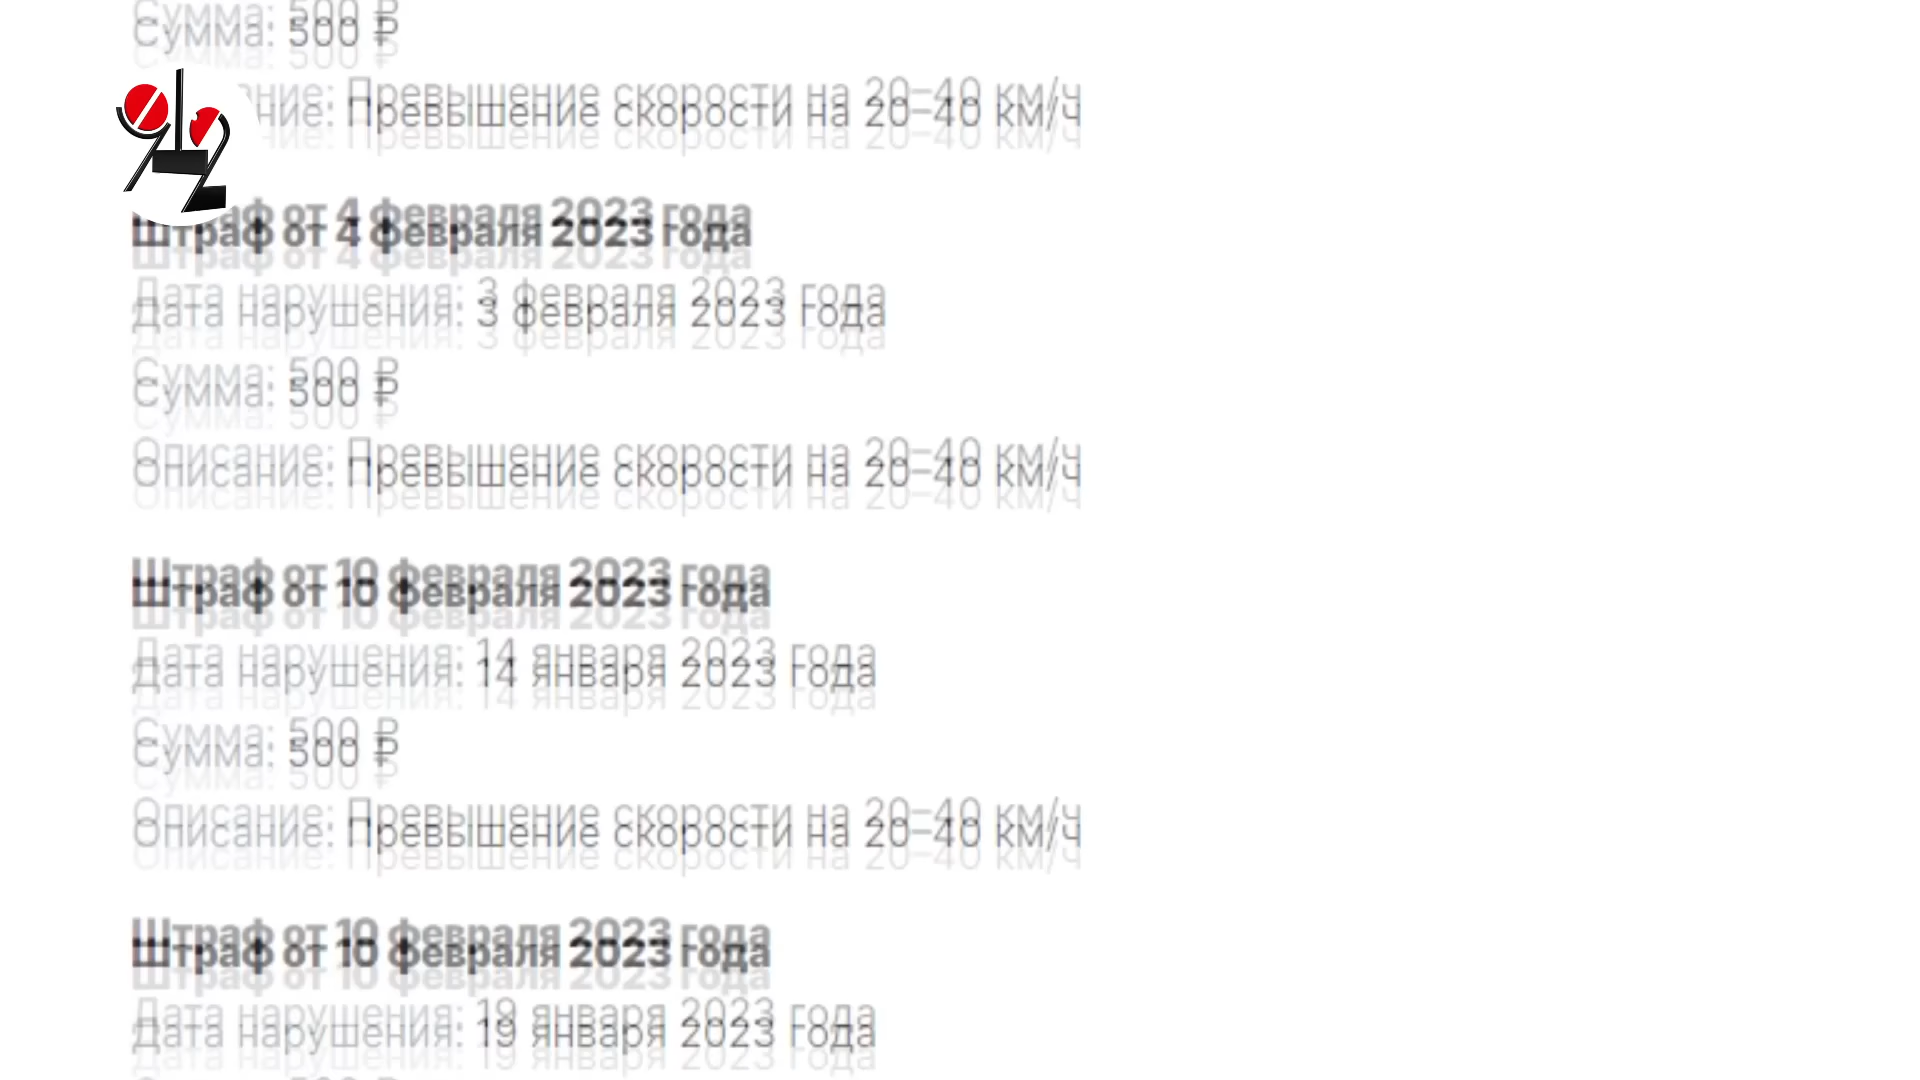 Сумма: 500 ₽
ние: Превышение скорости на 20–40 км/ч
Штраф от 4 февраля 2023 года
Дата нарушения: 3 февраля 2023 года
Сумма: 500 ₽
Описание: Превышение скорости на 20–40 км/ч
Штраф от 10 февраля 2023 года
Дата нарушения: 14 января 2023 года
Сумма: 500 ₽
Описание: Превышение скорости на 20–40 км/ч
Штраф от 10 февраля 2023 года
Дата нарушения: 19 января 2023 года